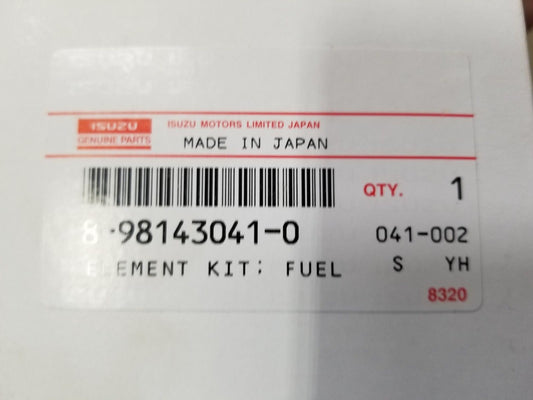 ISUZU
GENUINE PARTS
ISUZU MOTORS LIMITED JAPAN
MADE IN JAPAN
QTY. 1
8-98143041-0
041-002
ELEMENT KIT; FUEL
S YH
8320